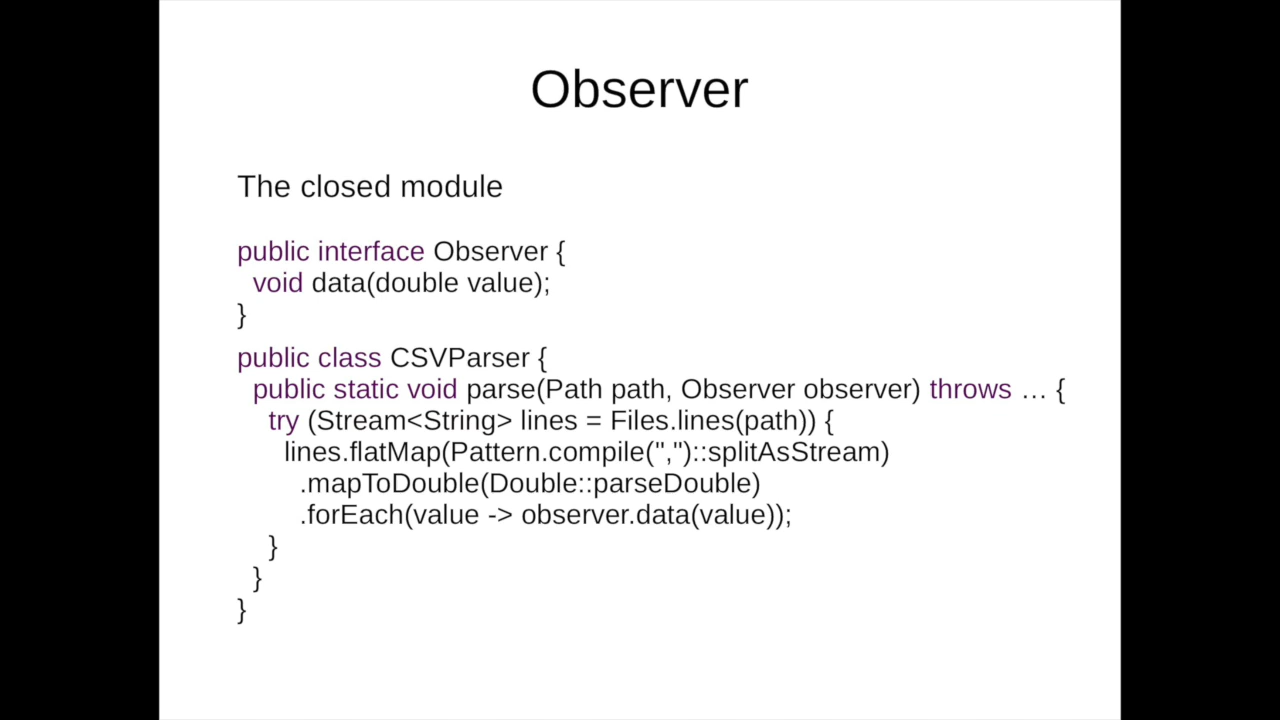 Observer
The closed module
public interface Observer {
void data(double value);
}
public class CSVParser {
public static void parse(Path path, Observer observer) throws … {
try (Stream<String> lines = Files.lines(path)) {
lines.flatMap(Pattern.compile(",")::splitAsStream)
.mapToDouble(Double::parseDouble)
.forEach(value -> observer.data(value));
}
}
}